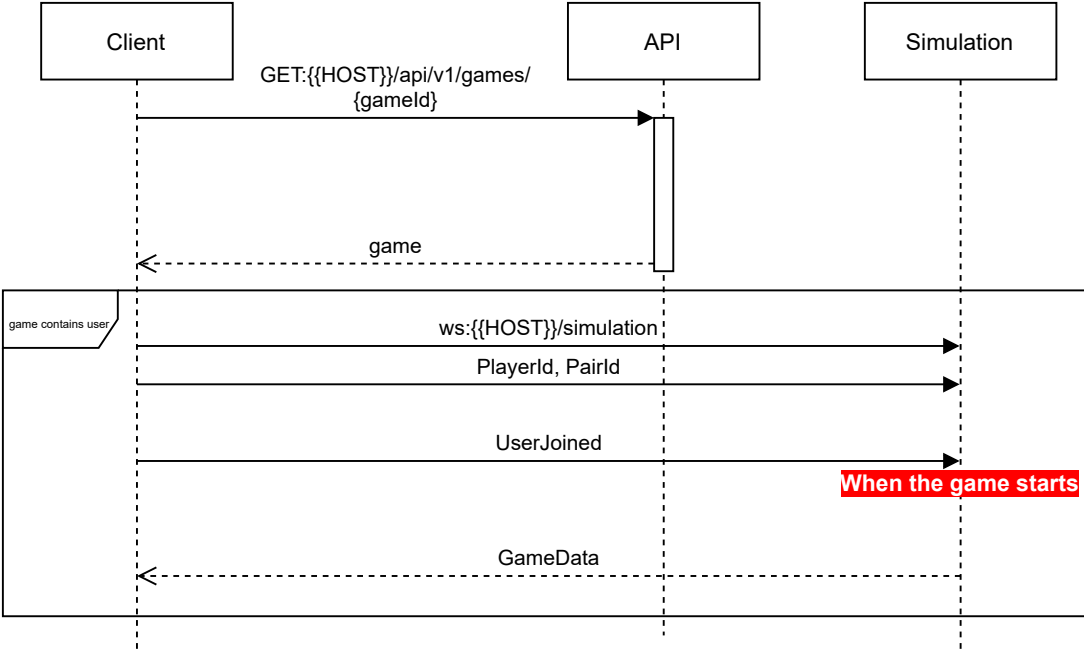 Client
API
Simulation
GET:{{HOST}}/api/v1/games/
{gameId}
game
game contains user
ws:{{HOST}}/simulation
PlayerId, PairId
UserJoined
When the game starts
GameData